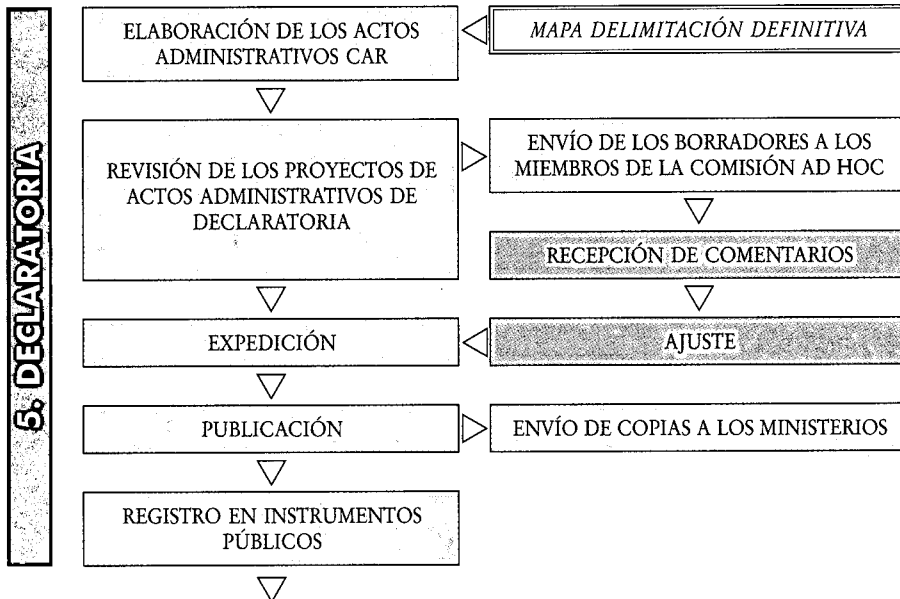 5. DECLARATORIA
ELABORACIÓN DE LOS ACTOS
ADMINISTRATIVOS CAR
MAPA DELIMITACIÓN DEFINITIVA
REVISIÓN DE LOS PROYECTOS DE
ACTOS ADMINISTRATIVOS DE
DECLARATORIA
ENVÍO DE LOS BORRADORES A LOS
MIEMBROS DE LA COMISIÓN AD HOC
RECEPCIÓN DE COMENTARIOS
EXPEDICIÓN
AJUSTE
PUBLICACIÓN
ENVÍO DE COPIAS A LOS MINISTERIOS
REGISTRO EN INSTRUMENTOS
PÚBLICOS